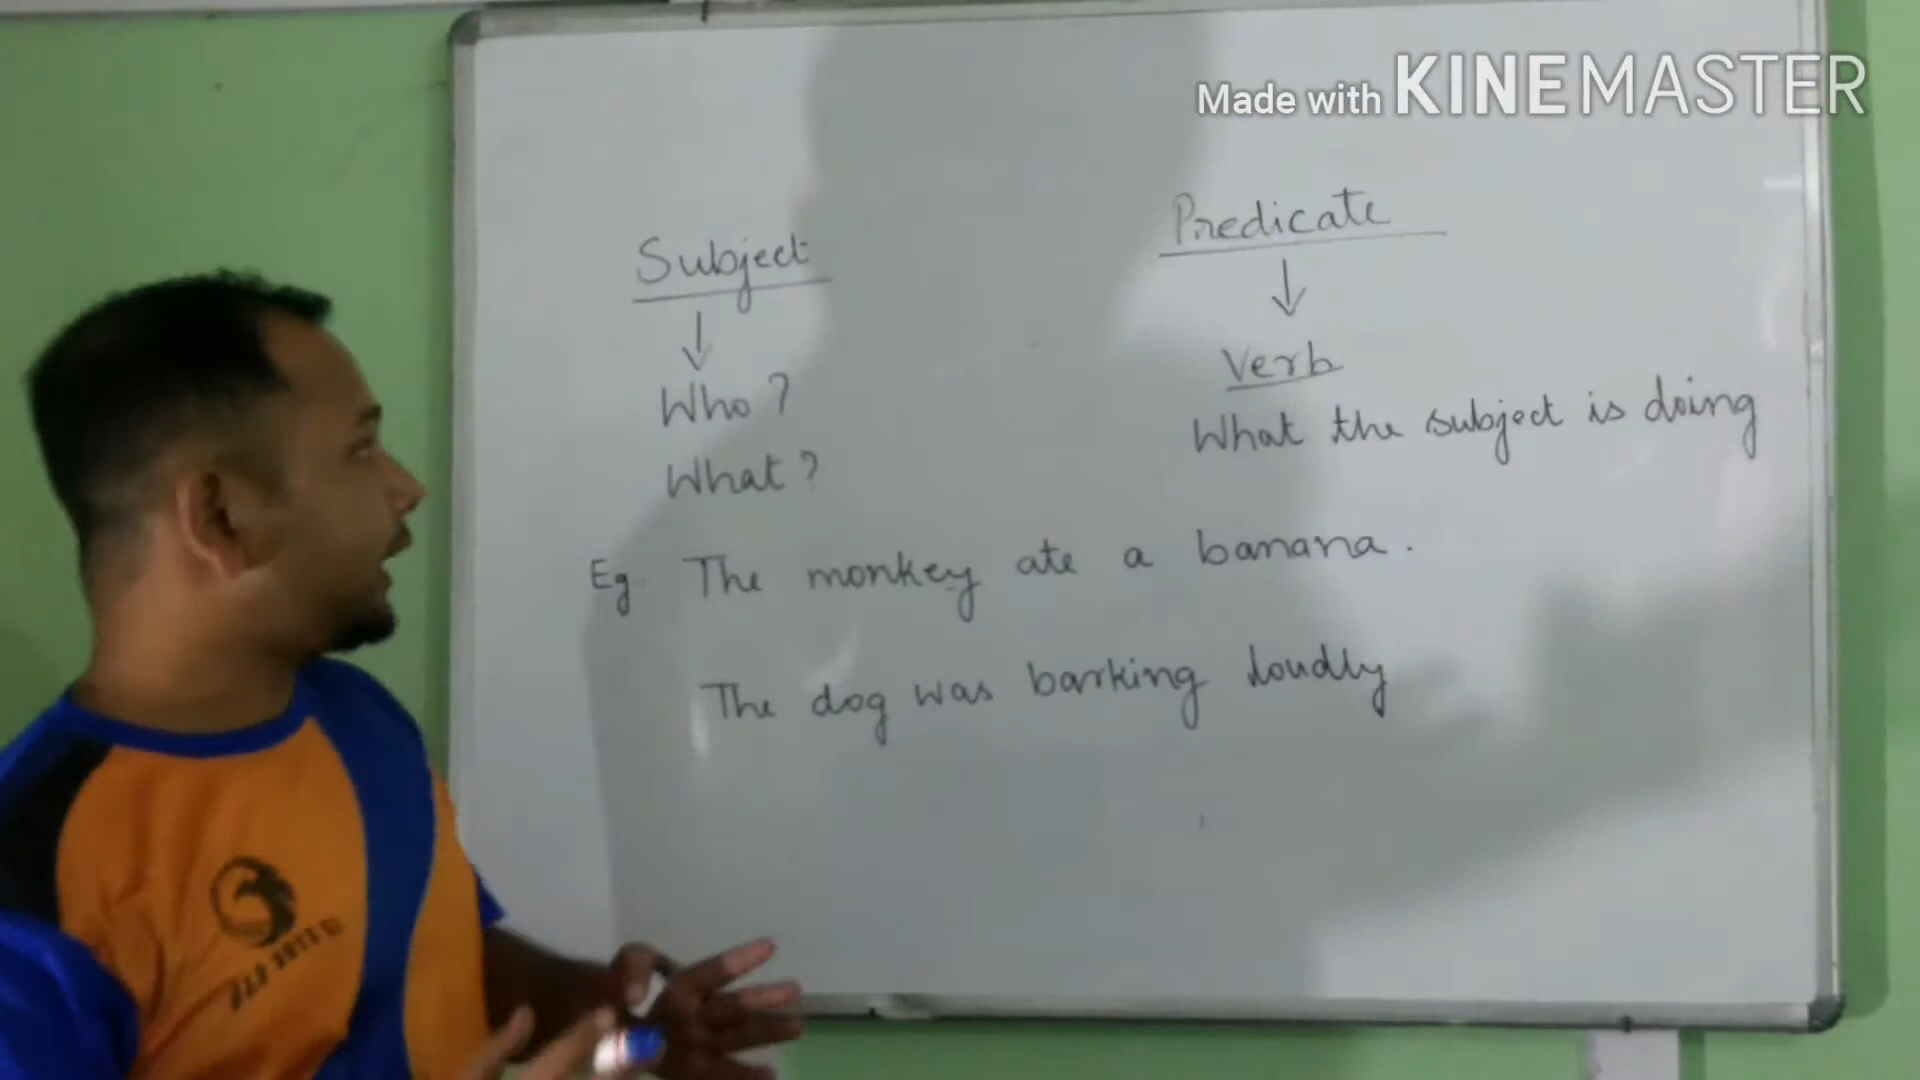 Made with KINEMASTER
Subject
Predicate
Who?
What?
Verb
What the subject is doing
Eg. The monkey ate a banana.
The dog was barking loudly